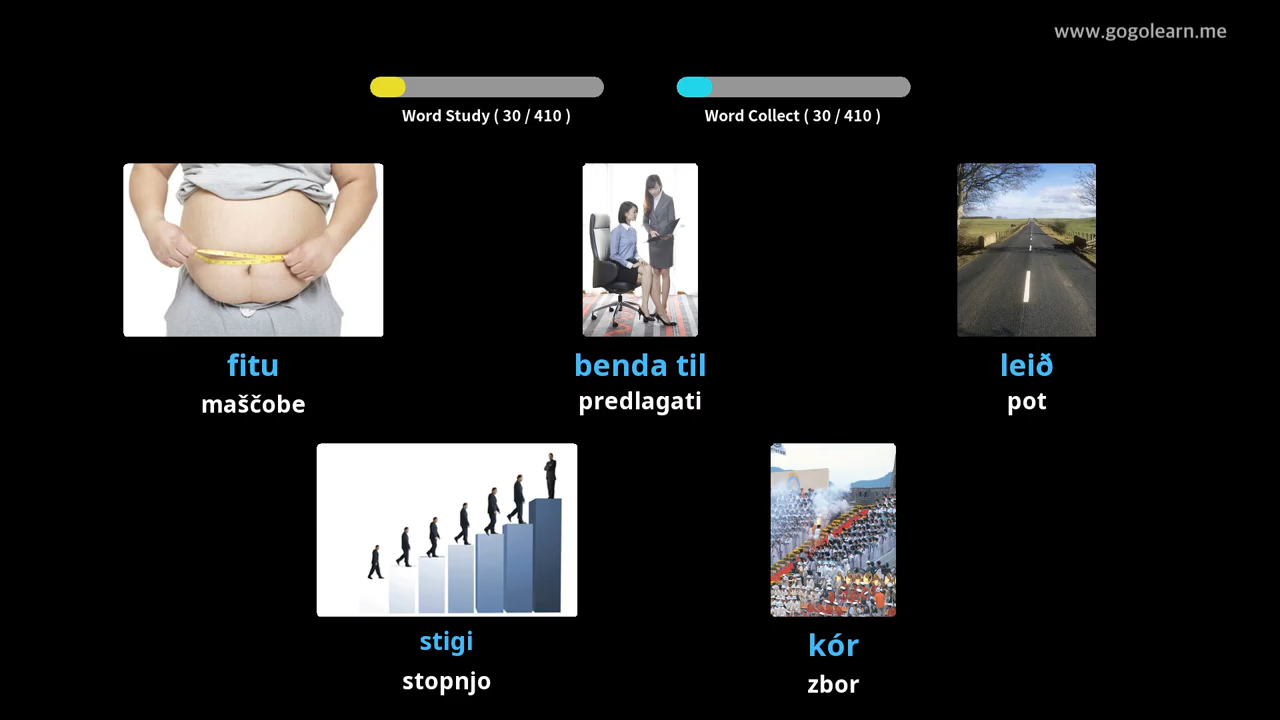 www.gogolearn.me
Word Study ( 30 / 410 )
Word Collect ( 30 / 410 )
fitu
maščobe
benda til
predlagati
leið
pot
stigi
stopnjo
kór
zbor